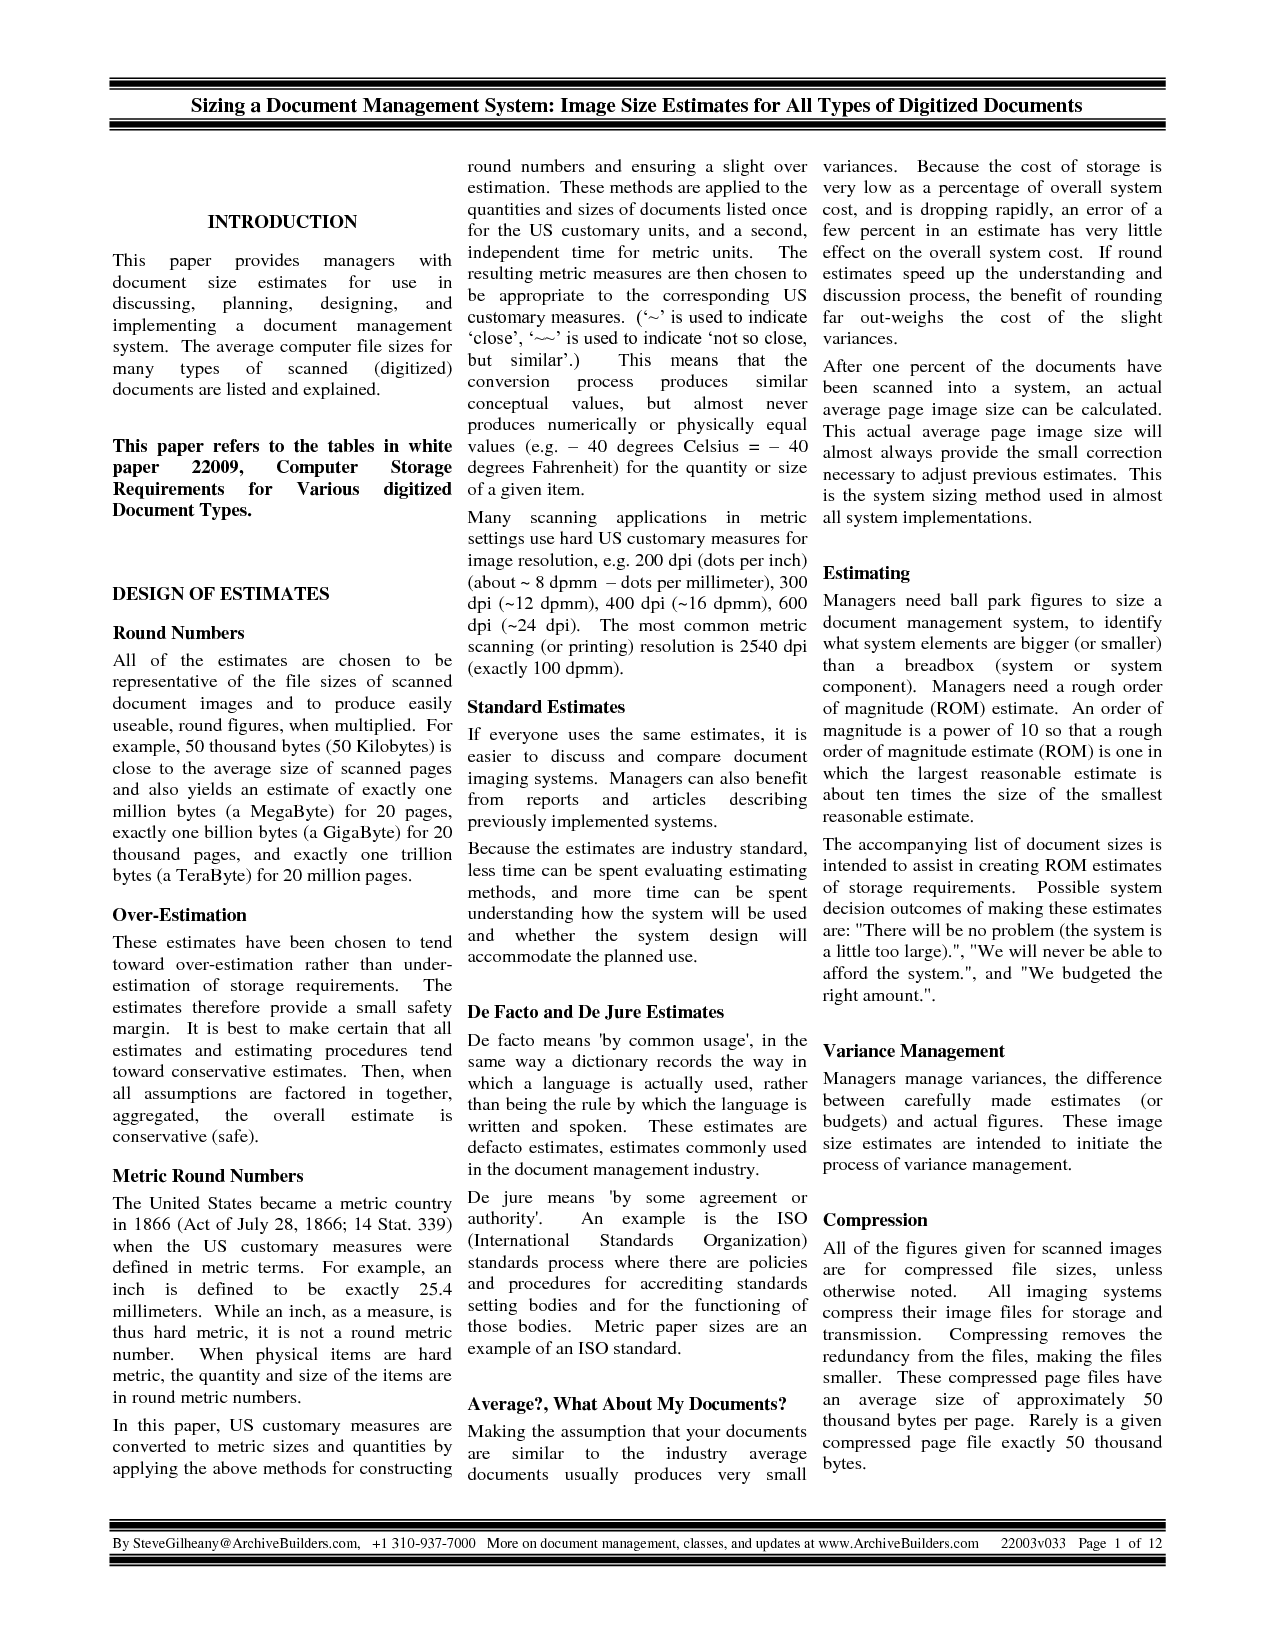 Sizing a Document Management System: Image Size Estimates for All Types of Digitized Documents
INTRODUCTION
This paper provides managers with
document size estimates for use in
discussing, planning, designing, and
implementing a document management
system. The average computer file sizes for
many types of scanned (digitized)
documents are listed and explained.
This paper refers to the tables in white
paper 22009, Computer Storage
Requirements for Various digitized
Document Types.
DESIGN OF ESTIMATES
Round Numbers
All of the estimates are chosen to be
representative of the file sizes of scanned
document images and to produce easily
useable, round figures, when multiplied. For
example, 50 thousand bytes (50 Kilobytes) is
close to the average size of scanned pages
and also yields an estimate of exactly one
million bytes (a MegaByte) for 20 pages,
exactly one billion bytes (a GigaByte) for 20
thousand pages, and exactly one trillion
bytes (a TeraByte) for 20 million pages.
Over-Estimation
These estimates have been chosen to tend
toward over-estimation rather than under-
estimation of storage requirements. The
estimates therefore provide a small safety
margin. It is best to make certain that all
estimates and estimating procedures tend
toward conservative estimates. Then, when
all assumptions are factored in together,
aggregated, the overall estimate is
conservative (safe).
Metric Round Numbers
The United States became a metric country
in 1866 (Act of July 28, 1866; 14 Stat. 339)
when the US customary measures were
defined in metric terms. For example, an
inch is defined to be exactly 25.4
millimeters. While an inch, as a measure, is
thus hard metric, it is not a round metric
number. When physical items are hard
metric, the quantity and size of the items are
in round metric numbers.
In this paper, US customary measures are
converted to metric sizes and quantities by
applying the above methods for constructing
round numbers and ensuring a slight over
estimation. These methods are applied to the
quantities and sizes of documents listed once
for the US customary units, and a second,
independent time for metric units. The
resulting metric measures are then chosen to
be appropriate to the corresponding US
customary measures. (‘~’ is used to indicate
‘close’, ‘~~’ is used to indicate ‘not so close,
but similar’.) This means that the
conversion process produces similar
conceptual values, but almost never
produces numerically or physically equal
values (e.g. – 40 degrees Celsius = – 40
degrees Fahrenheit) for the quantity or size
of a given item.
Many scanning applications in metric
settings use hard US customary measures for
image resolution, e.g. 200 dpi (dots per inch)
(about ~ 8 dpmm – dots per millimeter), 300
dpi (~12 dpmm), 400 dpi (~16 dpmm), 600
dpi (~24 dpi). The most common metric
scanning (or printing) resolution is 2540 dpi
(exactly 100 dpmm).
Standard Estimates
If everyone uses the same estimates, it is
easier to discuss and compare document
imaging systems. Managers can also benefit
from reports and articles describing
previously implemented systems.
Because the estimates are industry standard,
less time can be spent evaluating estimating
methods, and more time can be spent
understanding how the system will be used
and whether the system design will
accommodate the planned use.
De Facto and De Jure Estimates
De facto means 'by common usage', in the
same way a dictionary records the way in
which a language is actually used, rather
than being the rule by which the language is
written and spoken. These estimates are
defacto estimates, estimates commonly used
in the document management industry.
De jure means 'by some agreement or
authority'. An example is the ISO
(International Standards Organization)
standards process where there are policies
and procedures for accrediting standards
setting bodies and for the functioning of
those bodies. Metric paper sizes are an
example of an ISO standard.
Average?, What About My Documents?
Making the assumption that your documents
are similar to the industry average
documents usually produces very small
variances. Because the cost of storage is
very low as a percentage of overall system
cost, and is dropping rapidly, an error of a
few percent in an estimate has very little
effect on the overall system cost. If round
estimates speed up the understanding and
discussion process, the benefit of rounding
far out-weighs the cost of the slight
variances.
After one percent of the documents have
been scanned into a system, an actual
average page image size can be calculated.
This actual average page image size will
almost always provide the small correction
necessary to adjust previous estimates. This
is the system sizing method used in almost
all system implementations.
Estimating
Managers need ball park figures to size a
document management system, to identify
what system elements are bigger (or smaller)
than a breadbox (system or system
component). Managers need a rough order
of magnitude (ROM) estimate. An order of
magnitude is a power of 10 so that a rough
order of magnitude estimate (ROM) is one in
which the largest reasonable estimate is
about ten times the size of the smallest
reasonable estimate.
The accompanying list of document sizes is
intended to assist in creating ROM estimates
of storage requirements. Possible system
decision outcomes of making these estimates
are: "There will be no problem (the system is
a little too large).", "We will never be able to
afford the system.", and "We budgeted the
right amount.".
Variance Management
Managers manage variances, the difference
between carefully made estimates (or
budgets) and actual figures. These image
size estimates are intended to initiate the
process of variance management.
Compression
All of the figures given for scanned images
are for compressed file sizes, unless
otherwise noted. All imaging systems
compress their image files for storage and
transmission. Compressing removes the
redundancy from the files, making the files
smaller. These compressed page files have
an average size of approximately 50
thousand bytes per page. Rarely is a given
compressed page file exactly 50 thousand
bytes.
By SteveGilheany@ArchiveBuilders.com, +1 310-937-7000 More on document management, classes, and updates at www.ArchiveBuilders.com 22003v033 Page 1 of 12